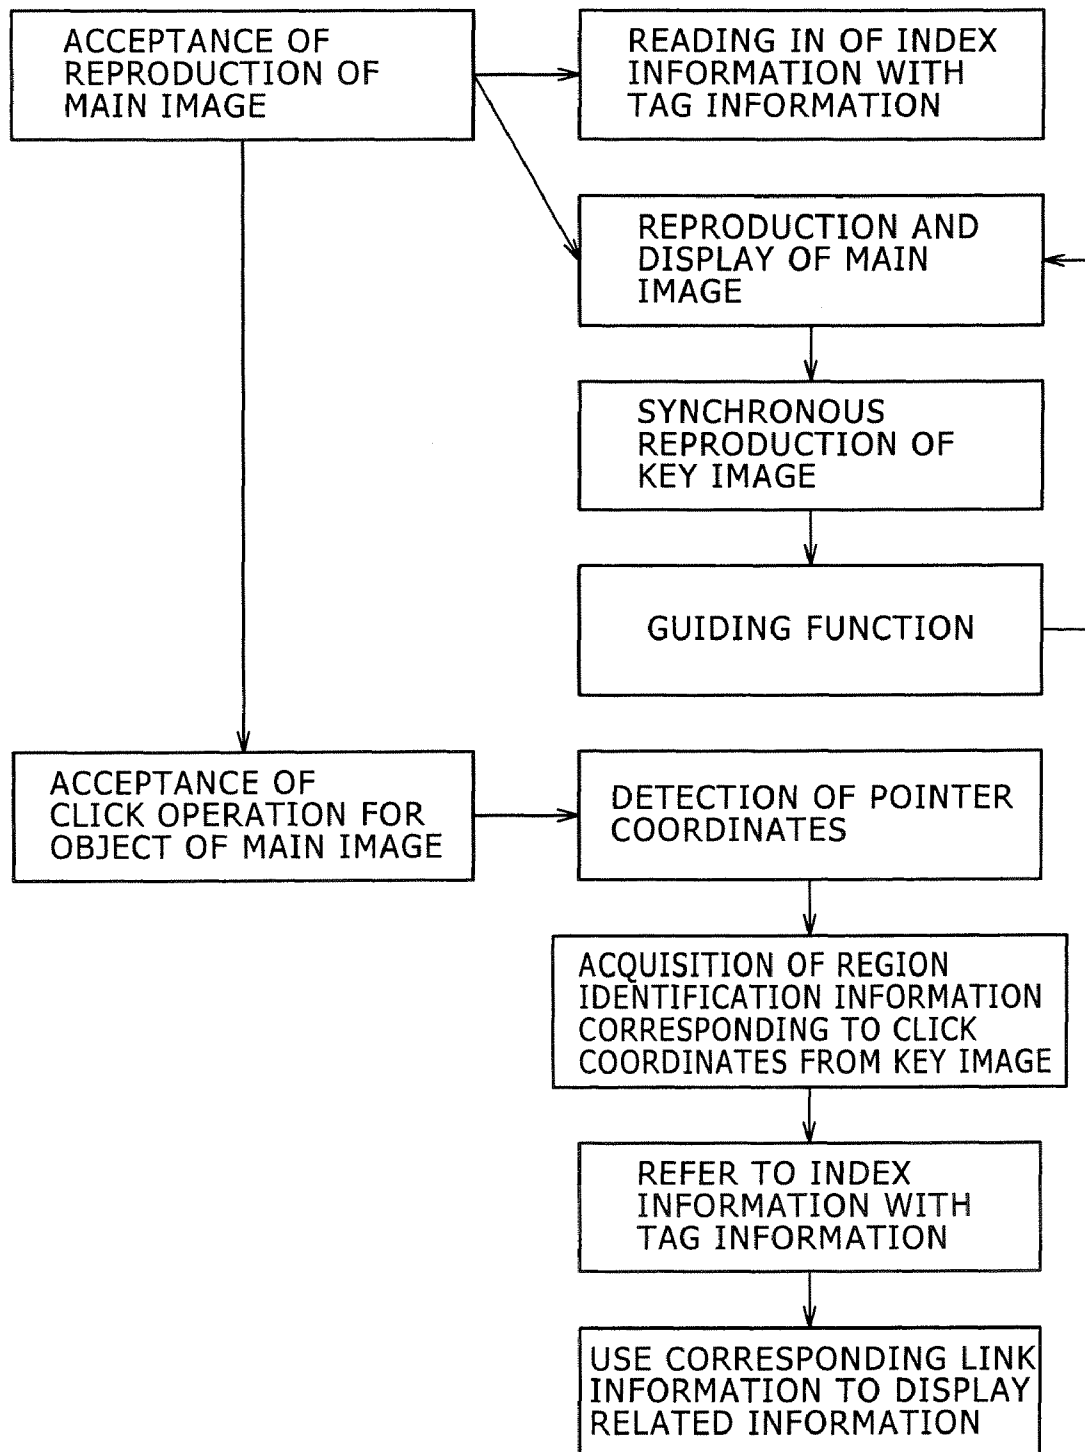 ACCEPTANCE OF
REPRODUCTION OF
MAIN IMAGE
READING IN OF INDEX
INFORMATION WITH
TAG INFORMATION
REPRODUCTION AND
DISPLAY OF MAIN
IMAGE
SYNCHRONOUS
REPRODUCTION OF
KEY IMAGE
GUIDING FUNCTION
ACCEPTANCE OF
CLICK OPERATION FOR
OBJECT OF MAIN IMAGE
DETECTION OF POINTER
COORDINATES
ACQUISITION OF REGION
IDENTIFICATION INFORMATION
CORRESPONDING TO CLICK
COORDINATES FROM KEY IMAGE
REFER TO INDEX
INFORMATION WITH
TAG INFORMATION
USE CORRESPONDING LINK
INFORMATION TO DISPLAY
RELATED INFORMATION